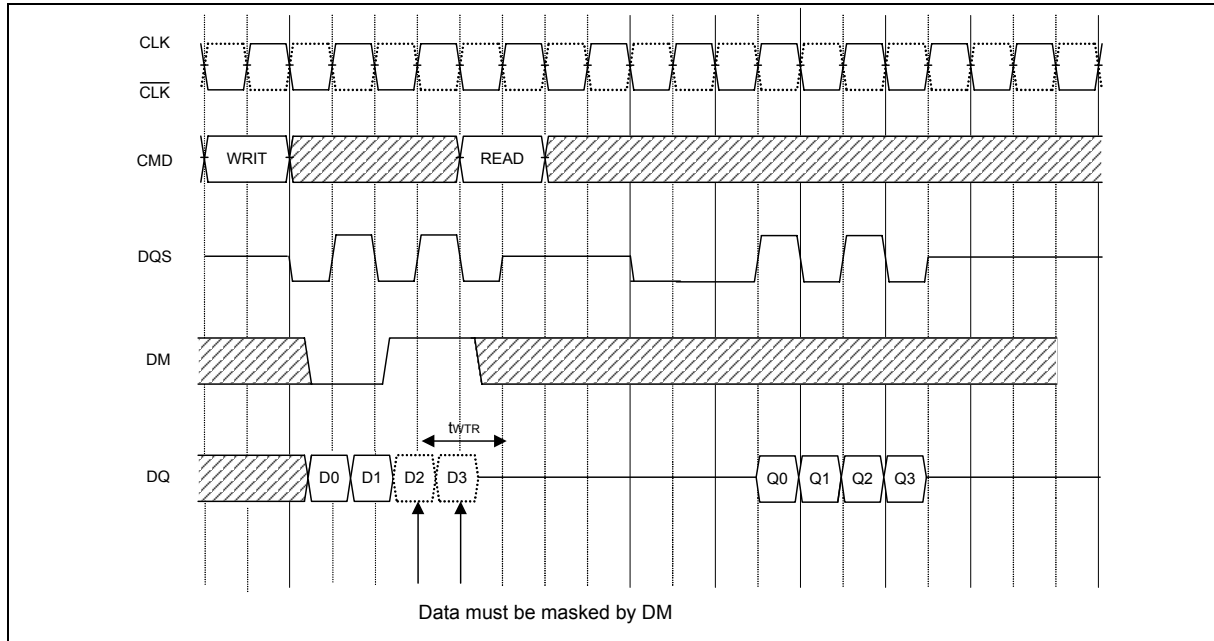 CLK
CLK
CMD WRIT READ
DQS
DM
tWTR
DQ D0 D1 D2 D3 Q0 Q1 Q2 Q3
Data must be masked by DM